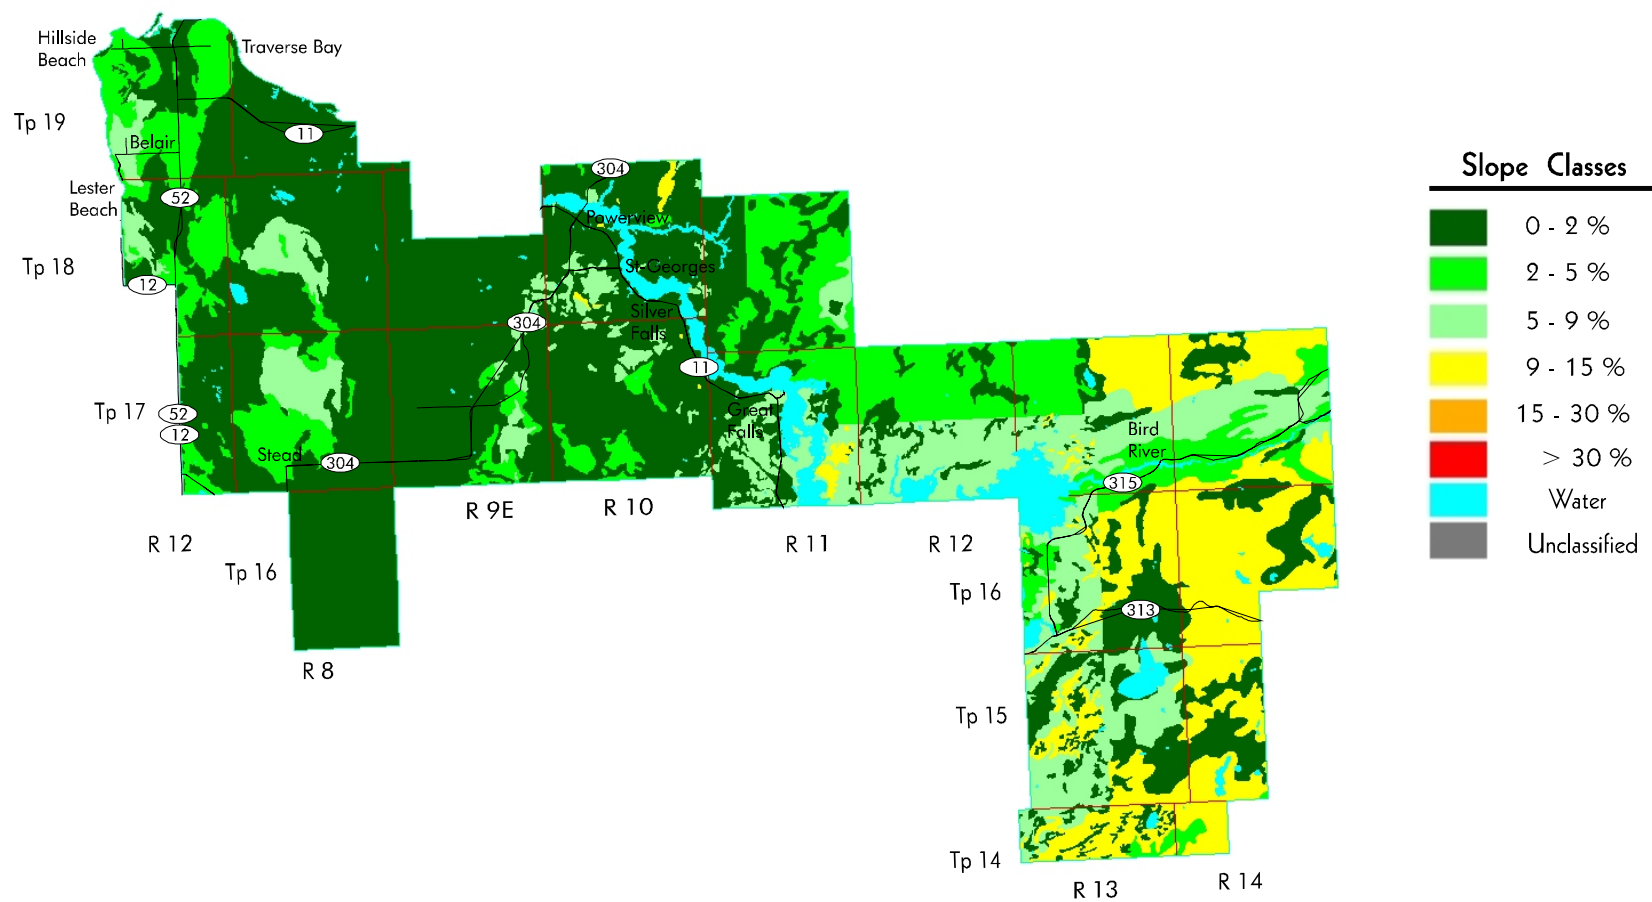 Hillside
Beach
Traverse Bay
Tp 19
11
Belair
Lester
Beach
52
304
Powerview
Tp 18
12
St-Georges
Silver
Falls
304
11
Tp 17
52
12
Great
Falls
Stead
304
Bird
River
315
R 9E
R 10
R 12
R 11
R 12
Tp 16
Tp 16
313
R 8
Tp 15
Tp 14
R 13
R 14
Slope Classes
0 - 2 %
2 - 5 %
5 - 9 %
9 - 15 %
15 - 30 %
> 30 %
Water
Unclassified